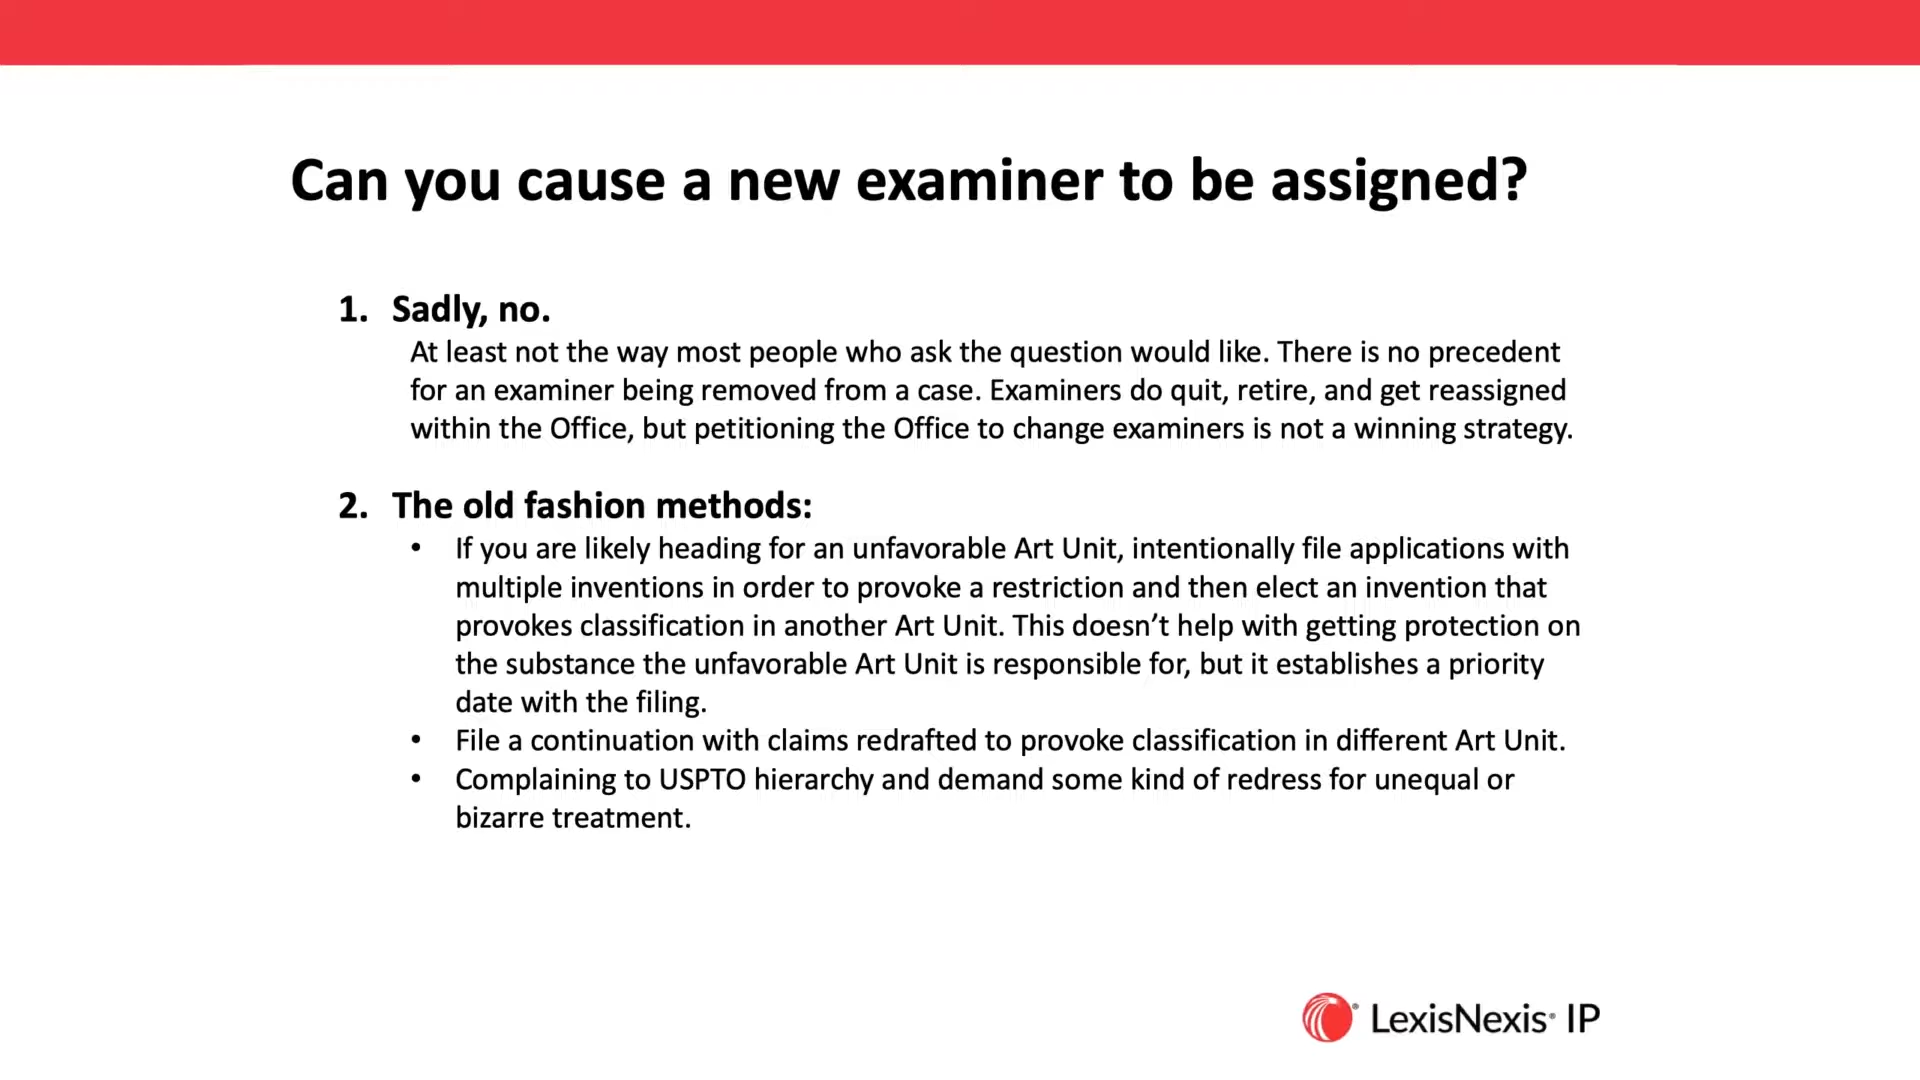 Can you cause a new examiner to be assigned?
1. Sadly, no.
At least not the way most people who ask the question would like. There is no precedent
for an examiner being removed from a case. Examiners do quit, retire, and get reassigned
within the Office, but petitioning the Office to change examiners is not a winning strategy.
2. The old fashion methods:
• If you are likely heading for an unfavorable Art Unit, intentionally file applications with
multiple inventions in order to provoke a restriction and then elect an invention that
provokes classification in another Art Unit. This doesn’t help with getting protection on
the substance the unfavorable Art Unit is responsible for, but it establishes a priority
date with the filing.
• File a continuation with claims redrafted to provoke classification in different Art Unit.
• Complaining to USPTO hierarchy and demand some kind of redress for unequal or
bizarre treatment.
LexisNexis® IP